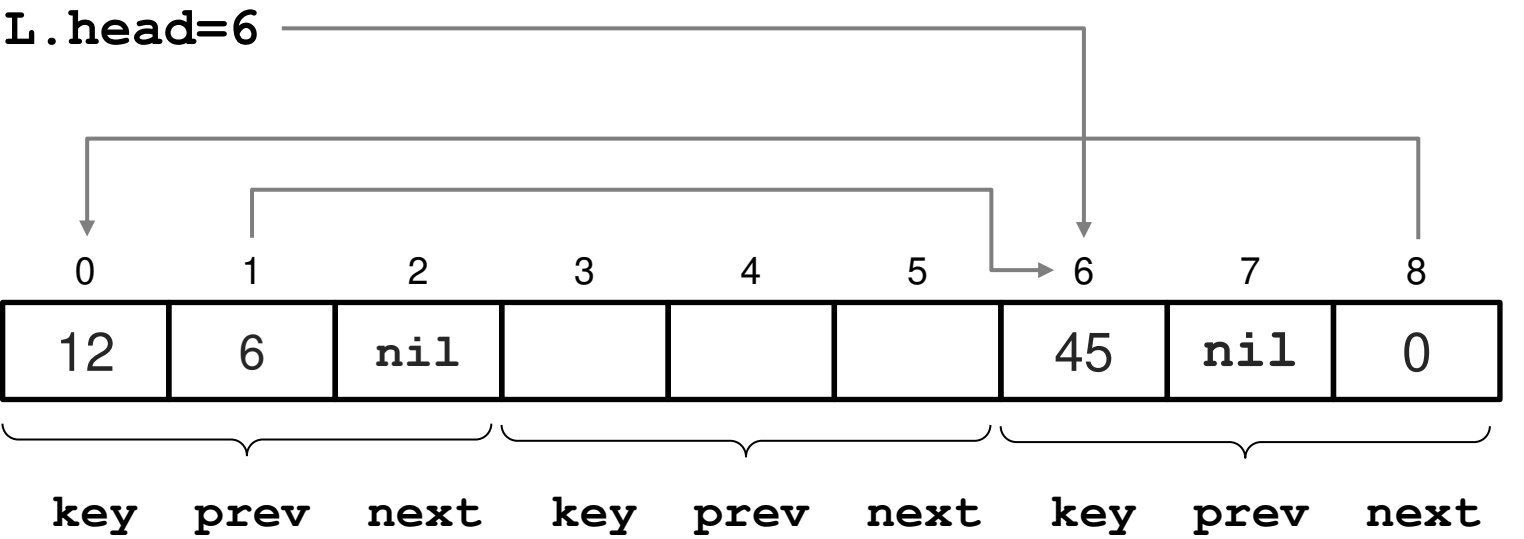 L.head=6
0 1 2 3 4 5 6 7 8
12 6 nil 45 nil 0
key prev next key prev next key prev next